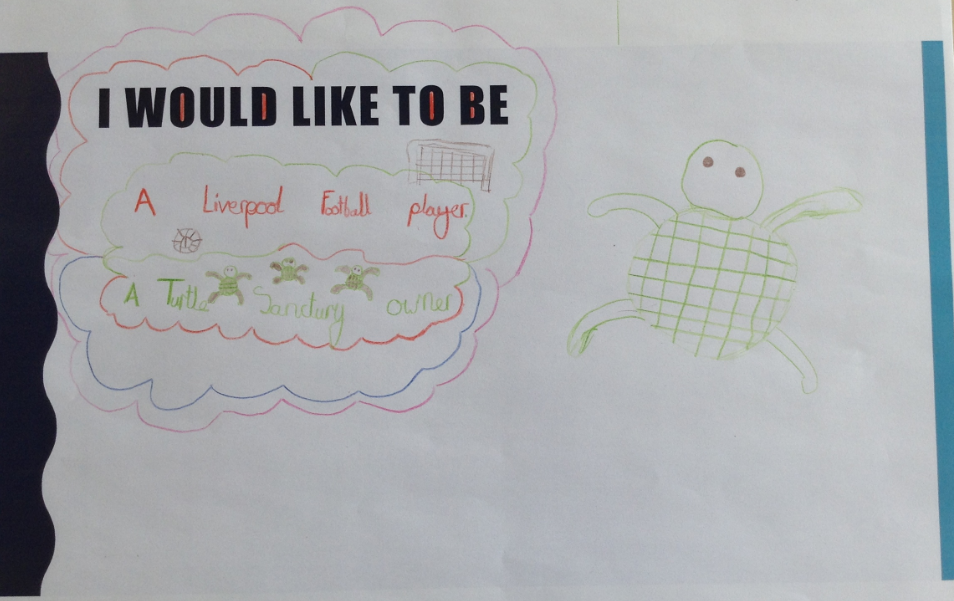 I WOULD LIKE TO BE
A Liverpool Football player.
A Turtle Sanctury owner